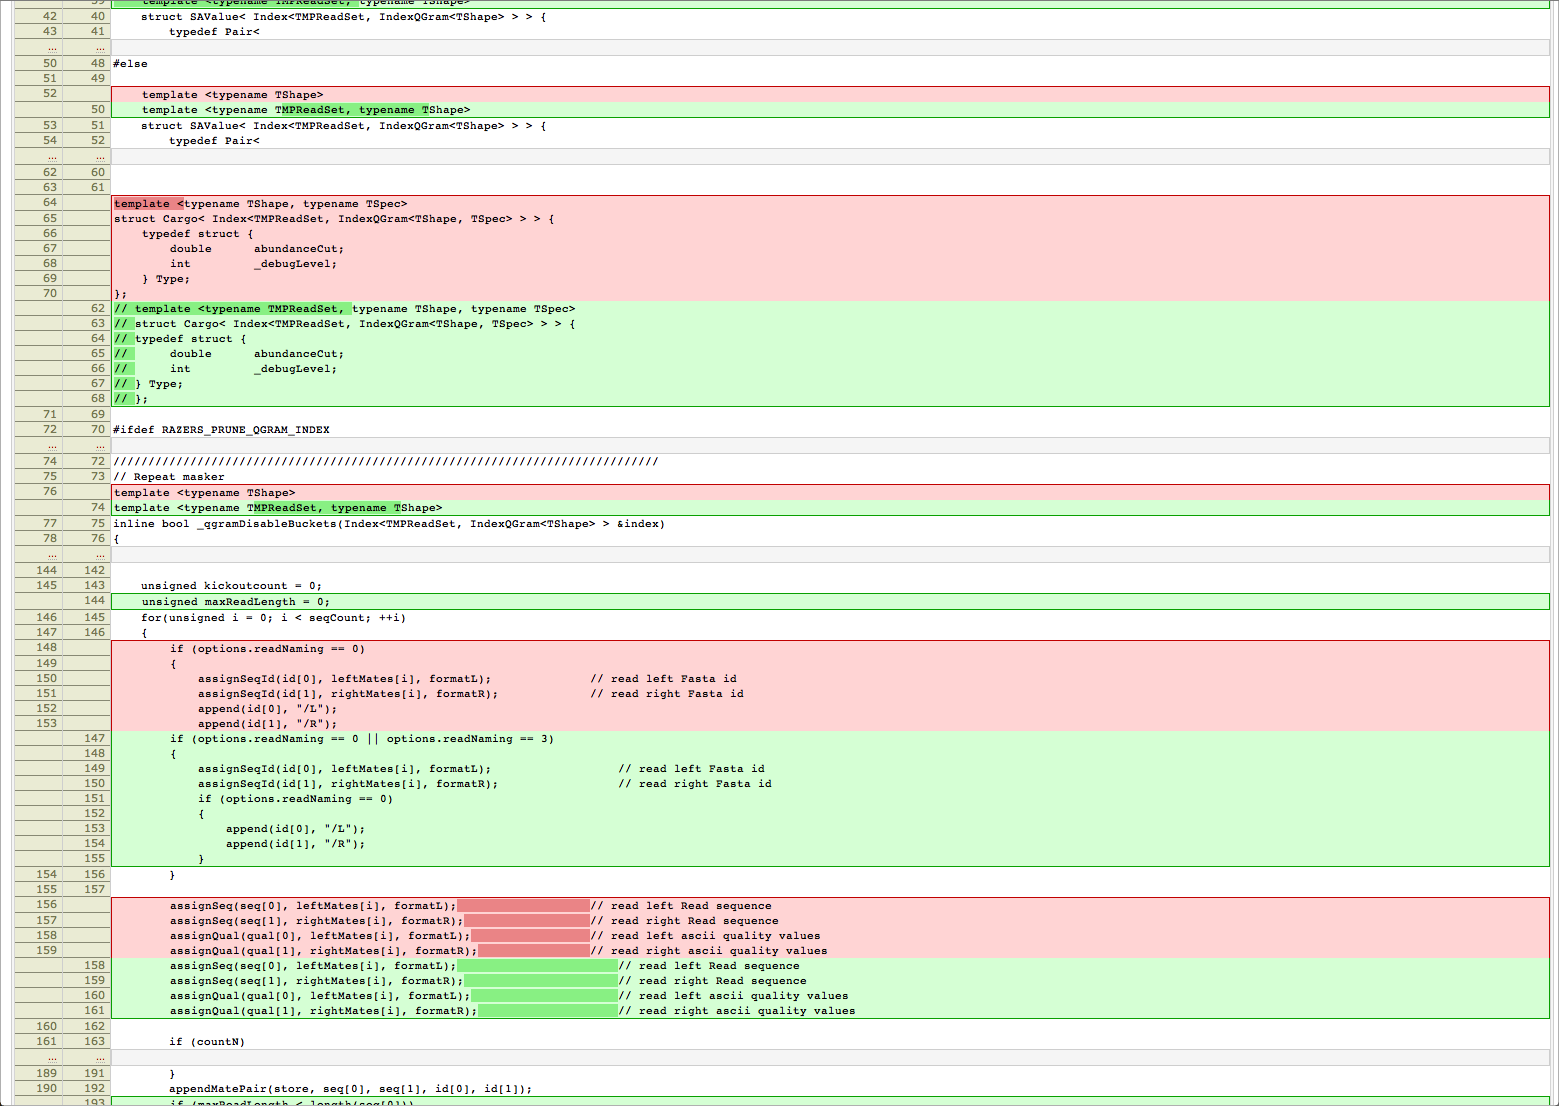 39 template <typename TMPReadSet, typename TShape>
42 40 struct SAValue< Index<TMPReadSet, IndexQGram<TShape> > > {
43 41 typedef Pair<
... ...
50 48 #else
51 49
52 template <typename TShape>
50 template <typename TMPReadSet, typename TShape>
53 51 struct SAValue< Index<TMPReadSet, IndexQGram<TShape> > > {
54 52 typedef Pair<
... ...
62 60
63 61
64 template <typename TShape, typename TSpec>
65 struct Cargo< Index<TMPReadSet, IndexQGram<TShape, TSpec> > > {
66 typedef struct {
67 double abundanceCut;
68 int _debugLevel;
69 } Type;
70 };
62 // template <typename TMPReadSet, typename TShape, typename TSpec>
63 // struct Cargo< Index<TMPReadSet, IndexQGram<TShape, TSpec> > > {
64 // typedef struct {
65 // double abundanceCut;
66 // int _debugLevel;
67 // } Type;
68 // };
71 69
72 70 #ifdef RAZERS_PRUNE_QGRAM_INDEX
... ...
74 72 //////////////////////////////////////////////////////////////////////////////
75 73 // Repeat masker
76 template <typename TShape>
74 template <typename TMPReadSet, typename TShape>
77 75 inline bool _qgramDisableBuckets(Index<TMPReadSet, IndexQGram<TShape> > &index)
78 76 {
... ...
144 142
145 143 unsigned kickoutcount = 0;
144 unsigned maxReadLength = 0;
146 145 for(unsigned i = 0; i < seqCount; ++i)
147 146 {
148 if (options.readNaming == 0)
149 {
150 assignSeqId(id[0], leftMates[i], formatL); // read left Fasta id
151 assignSeqId(id[1], rightMates[i], formatR); // read right Fasta id
152 append(id[0], "/L");
153 append(id[1], "/R");
147 if (options.readNaming == 0 || options.readNaming == 3)
148 {
149 assignSeqId(id[0], leftMates[i], formatL); // read left Fasta id
150 assignSeqId(id[1], rightMates[i], formatR); // read right Fasta id
151 if (options.readNaming == 0)
152 {
153 append(id[0], "/L");
154 append(id[1], "/R");
155 }
154 156 }
155 157
156 assignSeq(seq[0], leftMates[i], formatL); // read left Read sequence
157 assignSeq(seq[1], rightMates[i], formatR); // read right Read sequence
158 assignQual(qual[0], leftMates[i], formatL); // read left ascii quality values
159 assignQual(qual[1], rightMates[i], formatR); // read right ascii quality values
158 assignSeq(seq[0], leftMates[i], formatL); // read left Read sequence
159 assignSeq(seq[1], rightMates[i], formatR); // read right Read sequence
160 assignQual(qual[0], leftMates[i], formatL); // read left ascii quality values
161 assignQual(qual[1], rightMates[i], formatR); // read right ascii quality values
160 162
161 163 if (countN)
... ...
189 191 }
190 192 appendMatePair(store, seq[0], seq[1], id[0], id[1]);
193 if (maxReadLength < length(seq[0]))